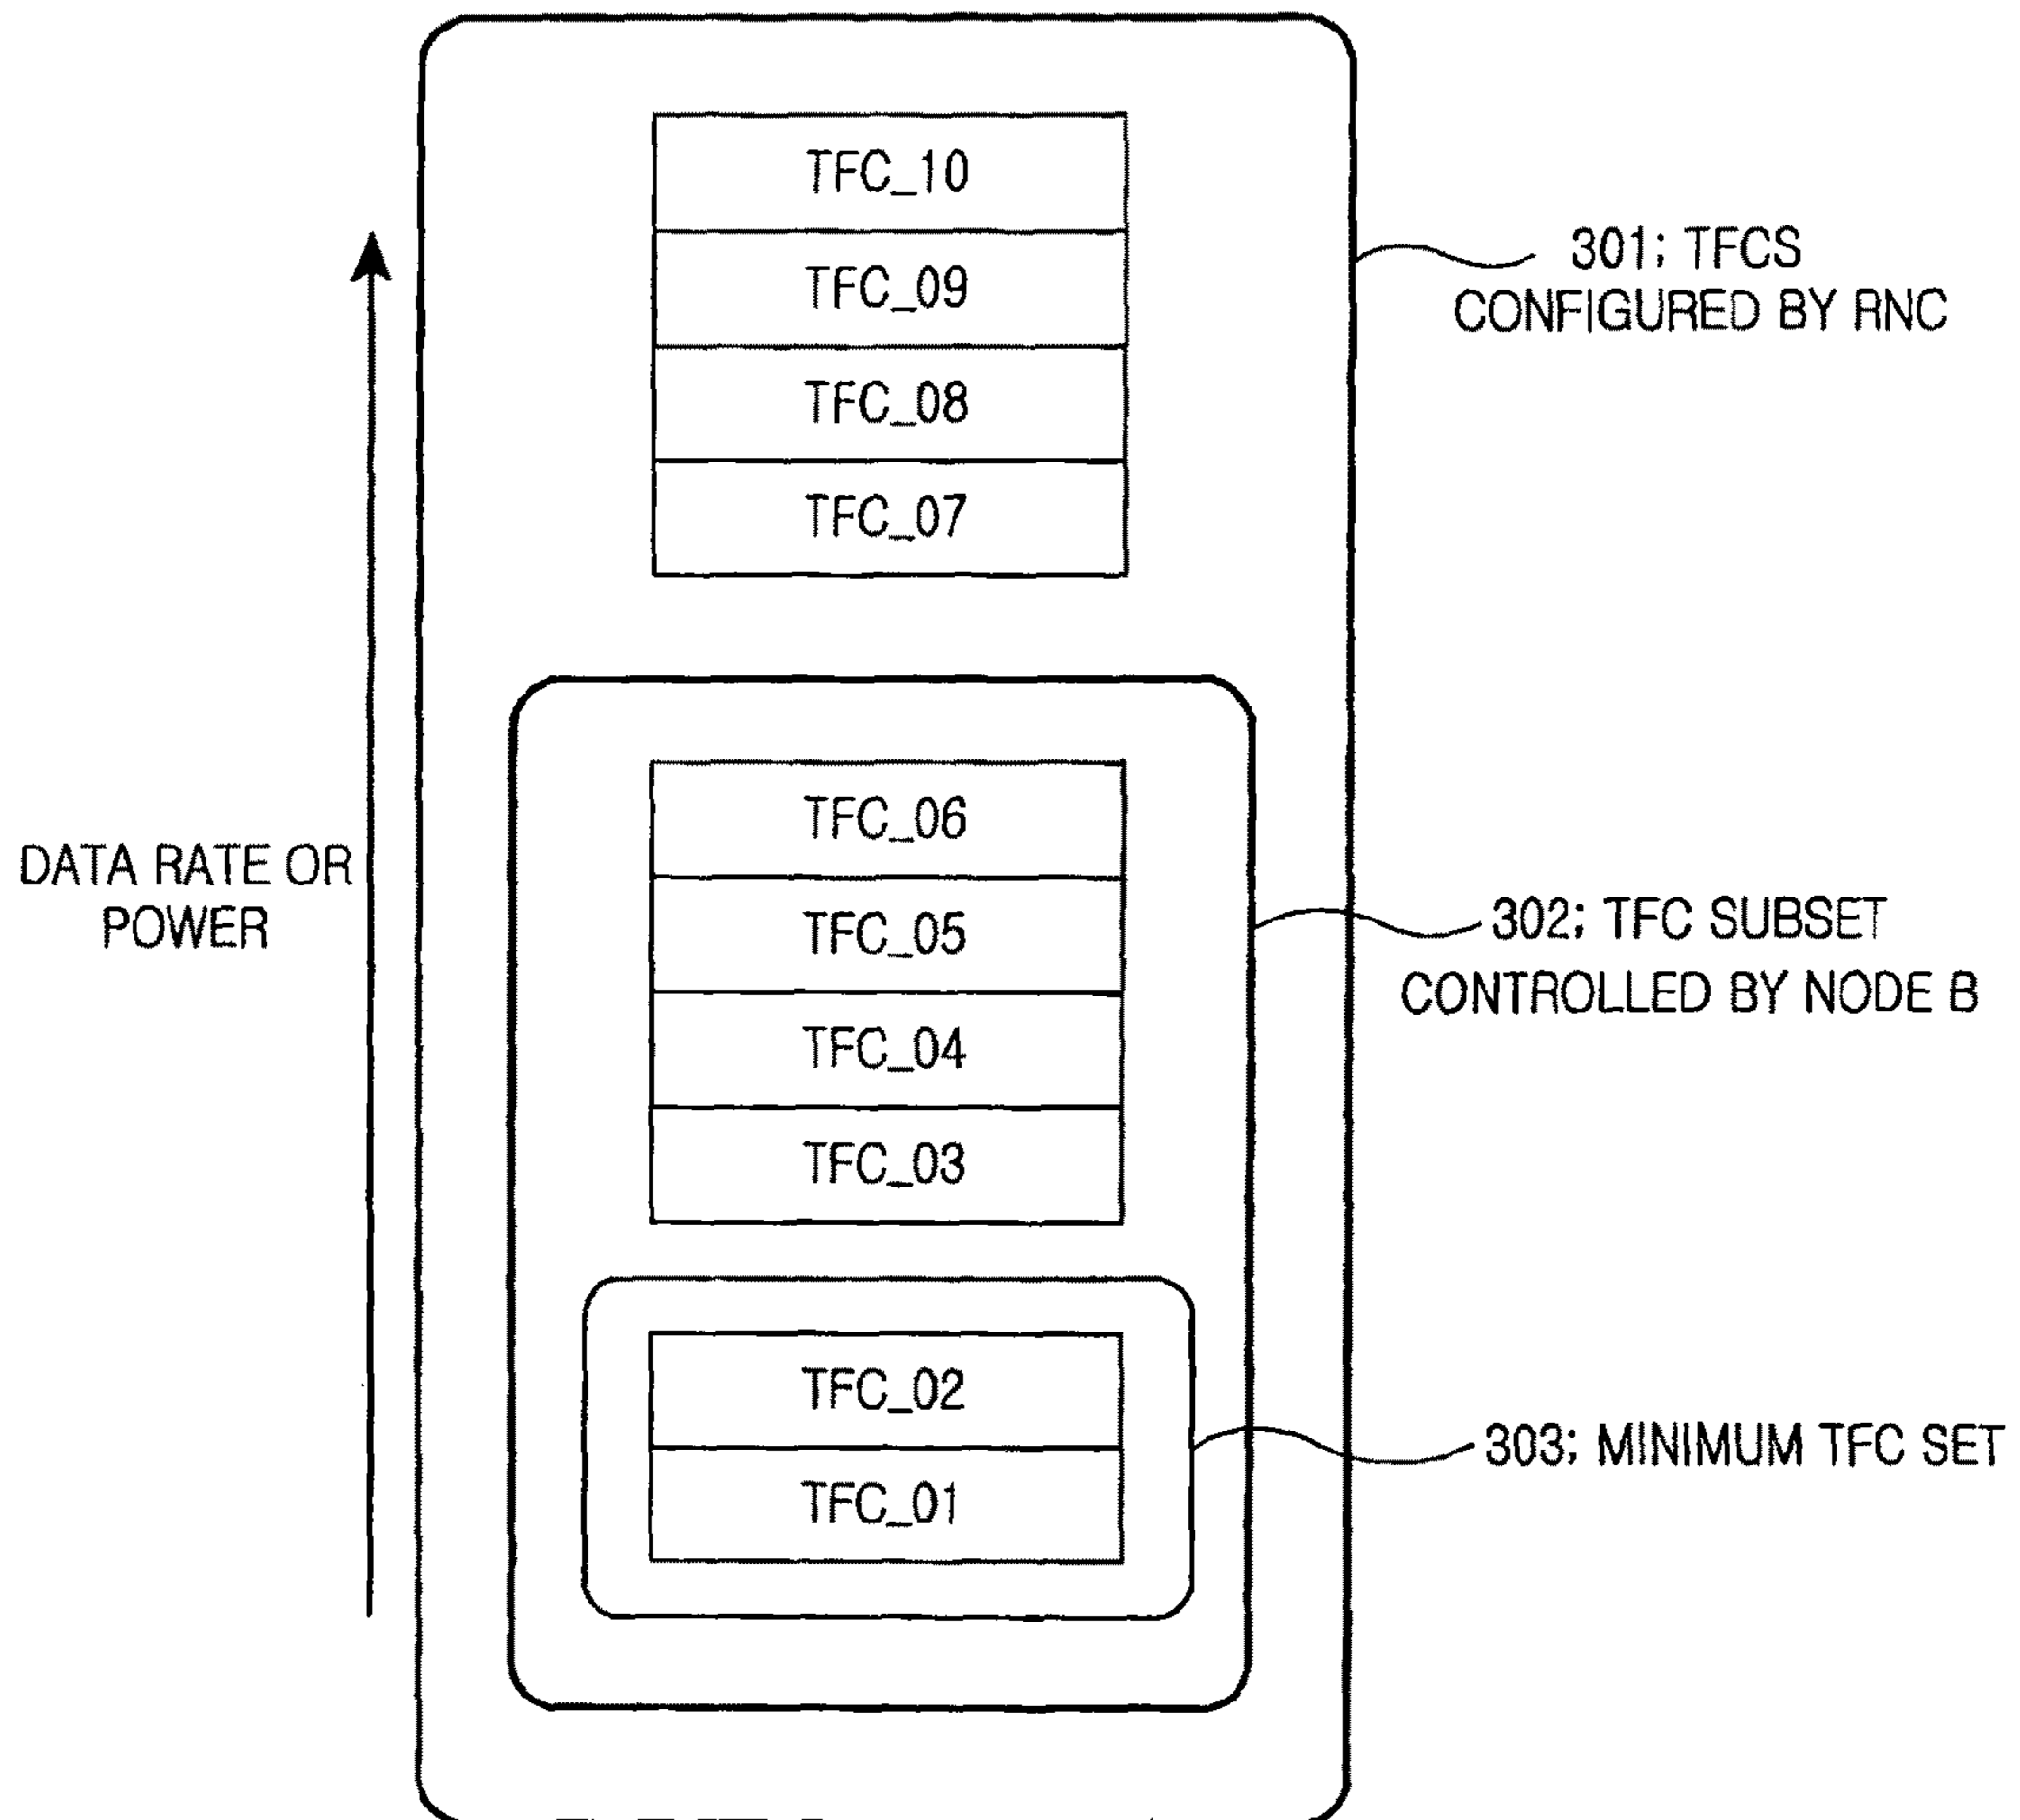 TFC_10
TFC_09
TFC_08
TFC_07
301; TFCS
CONFIGURED BY RNC
DATA RATE OR
POWER
TFC_06
TFC_05
TFC_04
TFC_03
302; TFC SUBSET
CONTROLLED BY NODE B
TFC_02
TFC_01
303; MINIMUM TFC SET